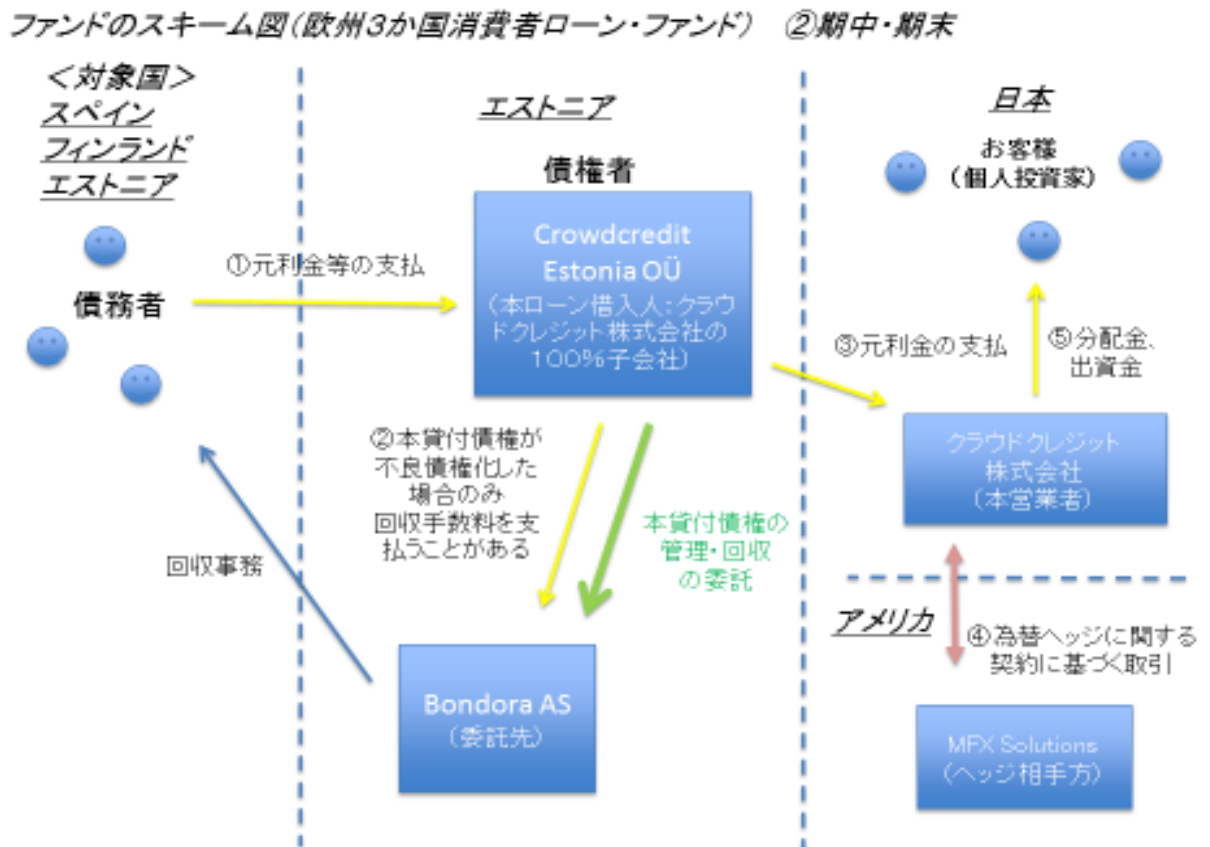 ファンドのスキーム図（欧州３か国消費者ローン・ファンド）　②期中・期末
＜対象国＞
スペイン
フィンランド
エストニア
債務者
①元利金等の支払
回収事務
エストニア
債権者
Crowdcredit
Estonia OÜ
（本ローン借入人：クラウ
ドクレジット株式会社の
100％子会社）
②本貸付債権が
不良債権化した
場合のみ
回収手数料を支
払うことがある
本貸付債権の
管理・回収
の委託
Bondora AS
（委託先）
日本
お客様
（個人投資家）
③元利金の支払
⑤分配金、
出資金
クラウドクレジット
株式会社
（本営業者）
アメリカ
④為替ヘッジに関する
契約に基づく取引
MFX Solutions
（ヘッジ相手方）